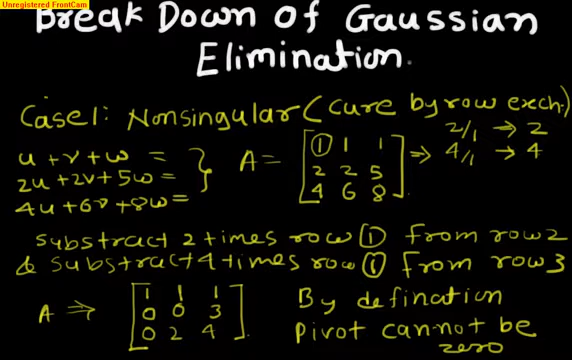 Unregistered FrontCam
Break Down of Gaussian
Elimination.
Case1: Nonsingular (cure by row exch.)
u + v + w =
2u + 2v + 5w =
4u + 6v + 8w =
A =
① 1 1
2 2 5
4 6 8
⇒ 2/1 → 2
4/1 → 4
substract 2 times row ① from row 2
& substract 4 times row ① from row 3
A ⇒
1 1 1
0 0 3
0 2 4
By defination
Pivot cannot be
zero